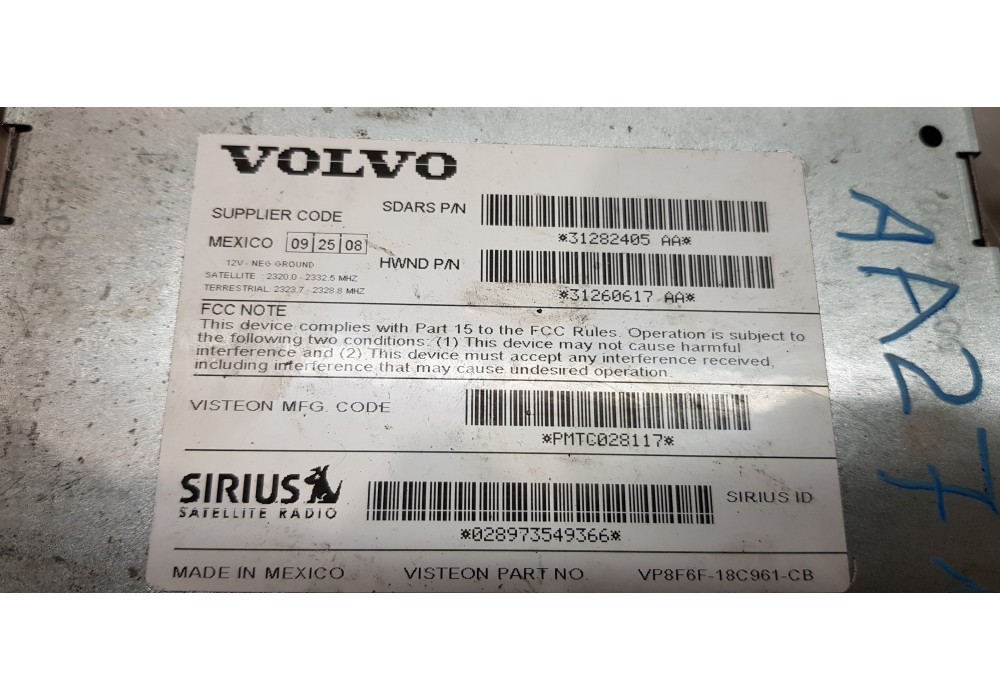 VOLVO
SUPPLIER CODE
SDARS P/N
*31282405 AA*
MEXICO 09 25 08
HWND P/N
12V - NEG GROUND
*31260617 AA*
SATELLITE : 2320.0 - 2332.5 MHZ
TERRESTRIAL: 2323.7 - 2328.8 MHZ
FCC NOTE
This device complies with Part 15 to the FCC Rules. Operation is subject to
the following two conditions: (1) This device may not cause harmful
interference and (2) This device must accept any interference received,
including interference that may cause undesired operation.
VISTEON MFG. CODE
*PMTC028117*
SIRIUS
SATELLITE RADIO
SIRIUS ID
*028973549366*
MADE IN MEXICO VISTEON PART NO. VP8F6F-18C961-CB
AA27